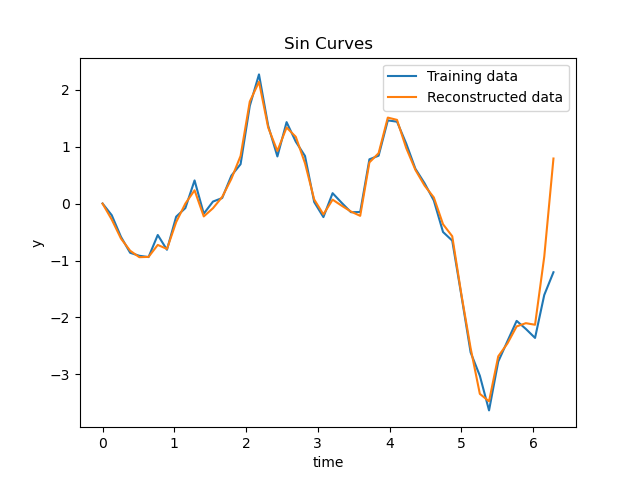 Sin Curves
Training data
Reconstructed data
2
1
0
−1
−2
−3
y
0 1 2 3 4 5 6
time